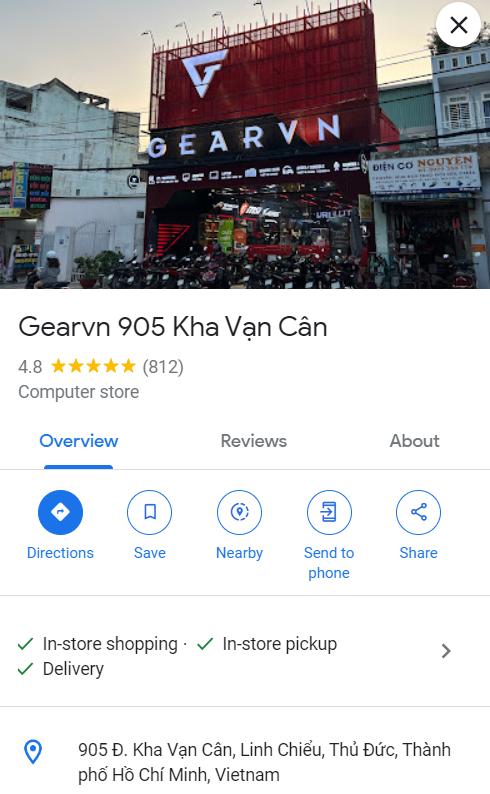 GEARVN
ĐIỆN CƠ NGUYÊN
Gearvn 905 Kha Vạn Cân
4.8 (812)
Computer store
Overview Reviews About
Directions Save Nearby Send to phone Share
In-store shopping · In-store pickup
Delivery
905 Đ. Kha Vạn Cân, Linh Chiểu, Thủ Đức, Thành
phố Hồ Chí Minh, Vietnam